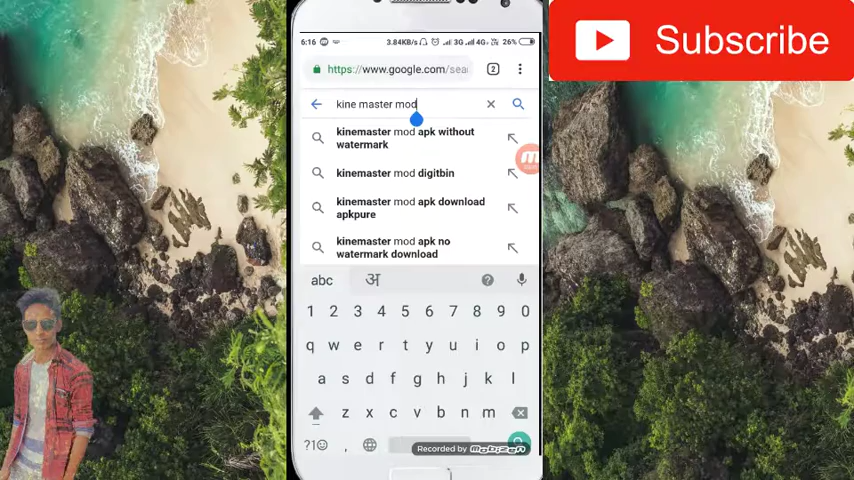 Subscribe
6:16
3.84KB/s 3G 4G 26%
https://www.google.com/sea
2
kine master mod
kinemaster mod apk without
watermark
kinemaster mod digitbin
kinemaster mod apk download
apkpure
kinemaster mod apk no
watermark download
abc अ ?
1 2 3 4 5 6 7 8 9 0
q w e r t y u i o p
a s d f g h j k l
z x c v b n m
?1☺ ,
Recorded by Mobizen